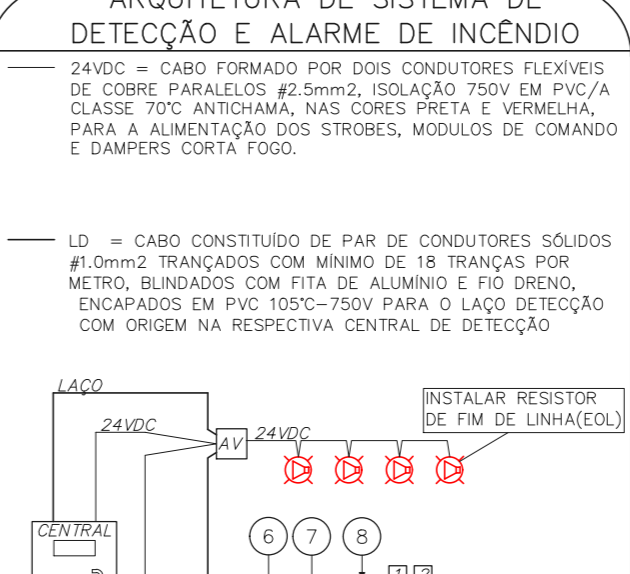 ARQUITETURA DE SISTEMA DE
DETECÇÃO E ALARME DE INCÊNDIO
24VDC = CABO FORMADO POR DOIS CONDUTORES FLEXÍVEIS
DE COBRE PARALELOS #2.5mm2, ISOLAÇÃO 750V EM PVC/A
CLASSE 70°C ANTICHAMA, NAS CORES PRETA E VERMELHA,
PARA A ALIMENTAÇÃO DOS STROBES, MODULOS DE COMANDO
E DAMPERS CORTA FOGO.
LD = CABO CONSTITUÍDO DE PAR DE CONDUTORES SÓLIDOS
#1.0mm2 TRANÇADOS COM MÍNIMO DE 18 TRANÇAS POR
METRO, BLINDADOS COM FITA DE ALUMÍNIO E FIO DRENO,
ENCAPADOS EM PVC 105°C-750V PARA O LAÇO DETECÇÃO
COM ORIGEM NA RESPECTIVA CENTRAL DE DETECÇÃO
LAÇO
INSTALAR RESISTOR
DE FIM DE LINHA(EOL)
24VDC
AV
24VDC
CENTRAL
6 7 8
1 2